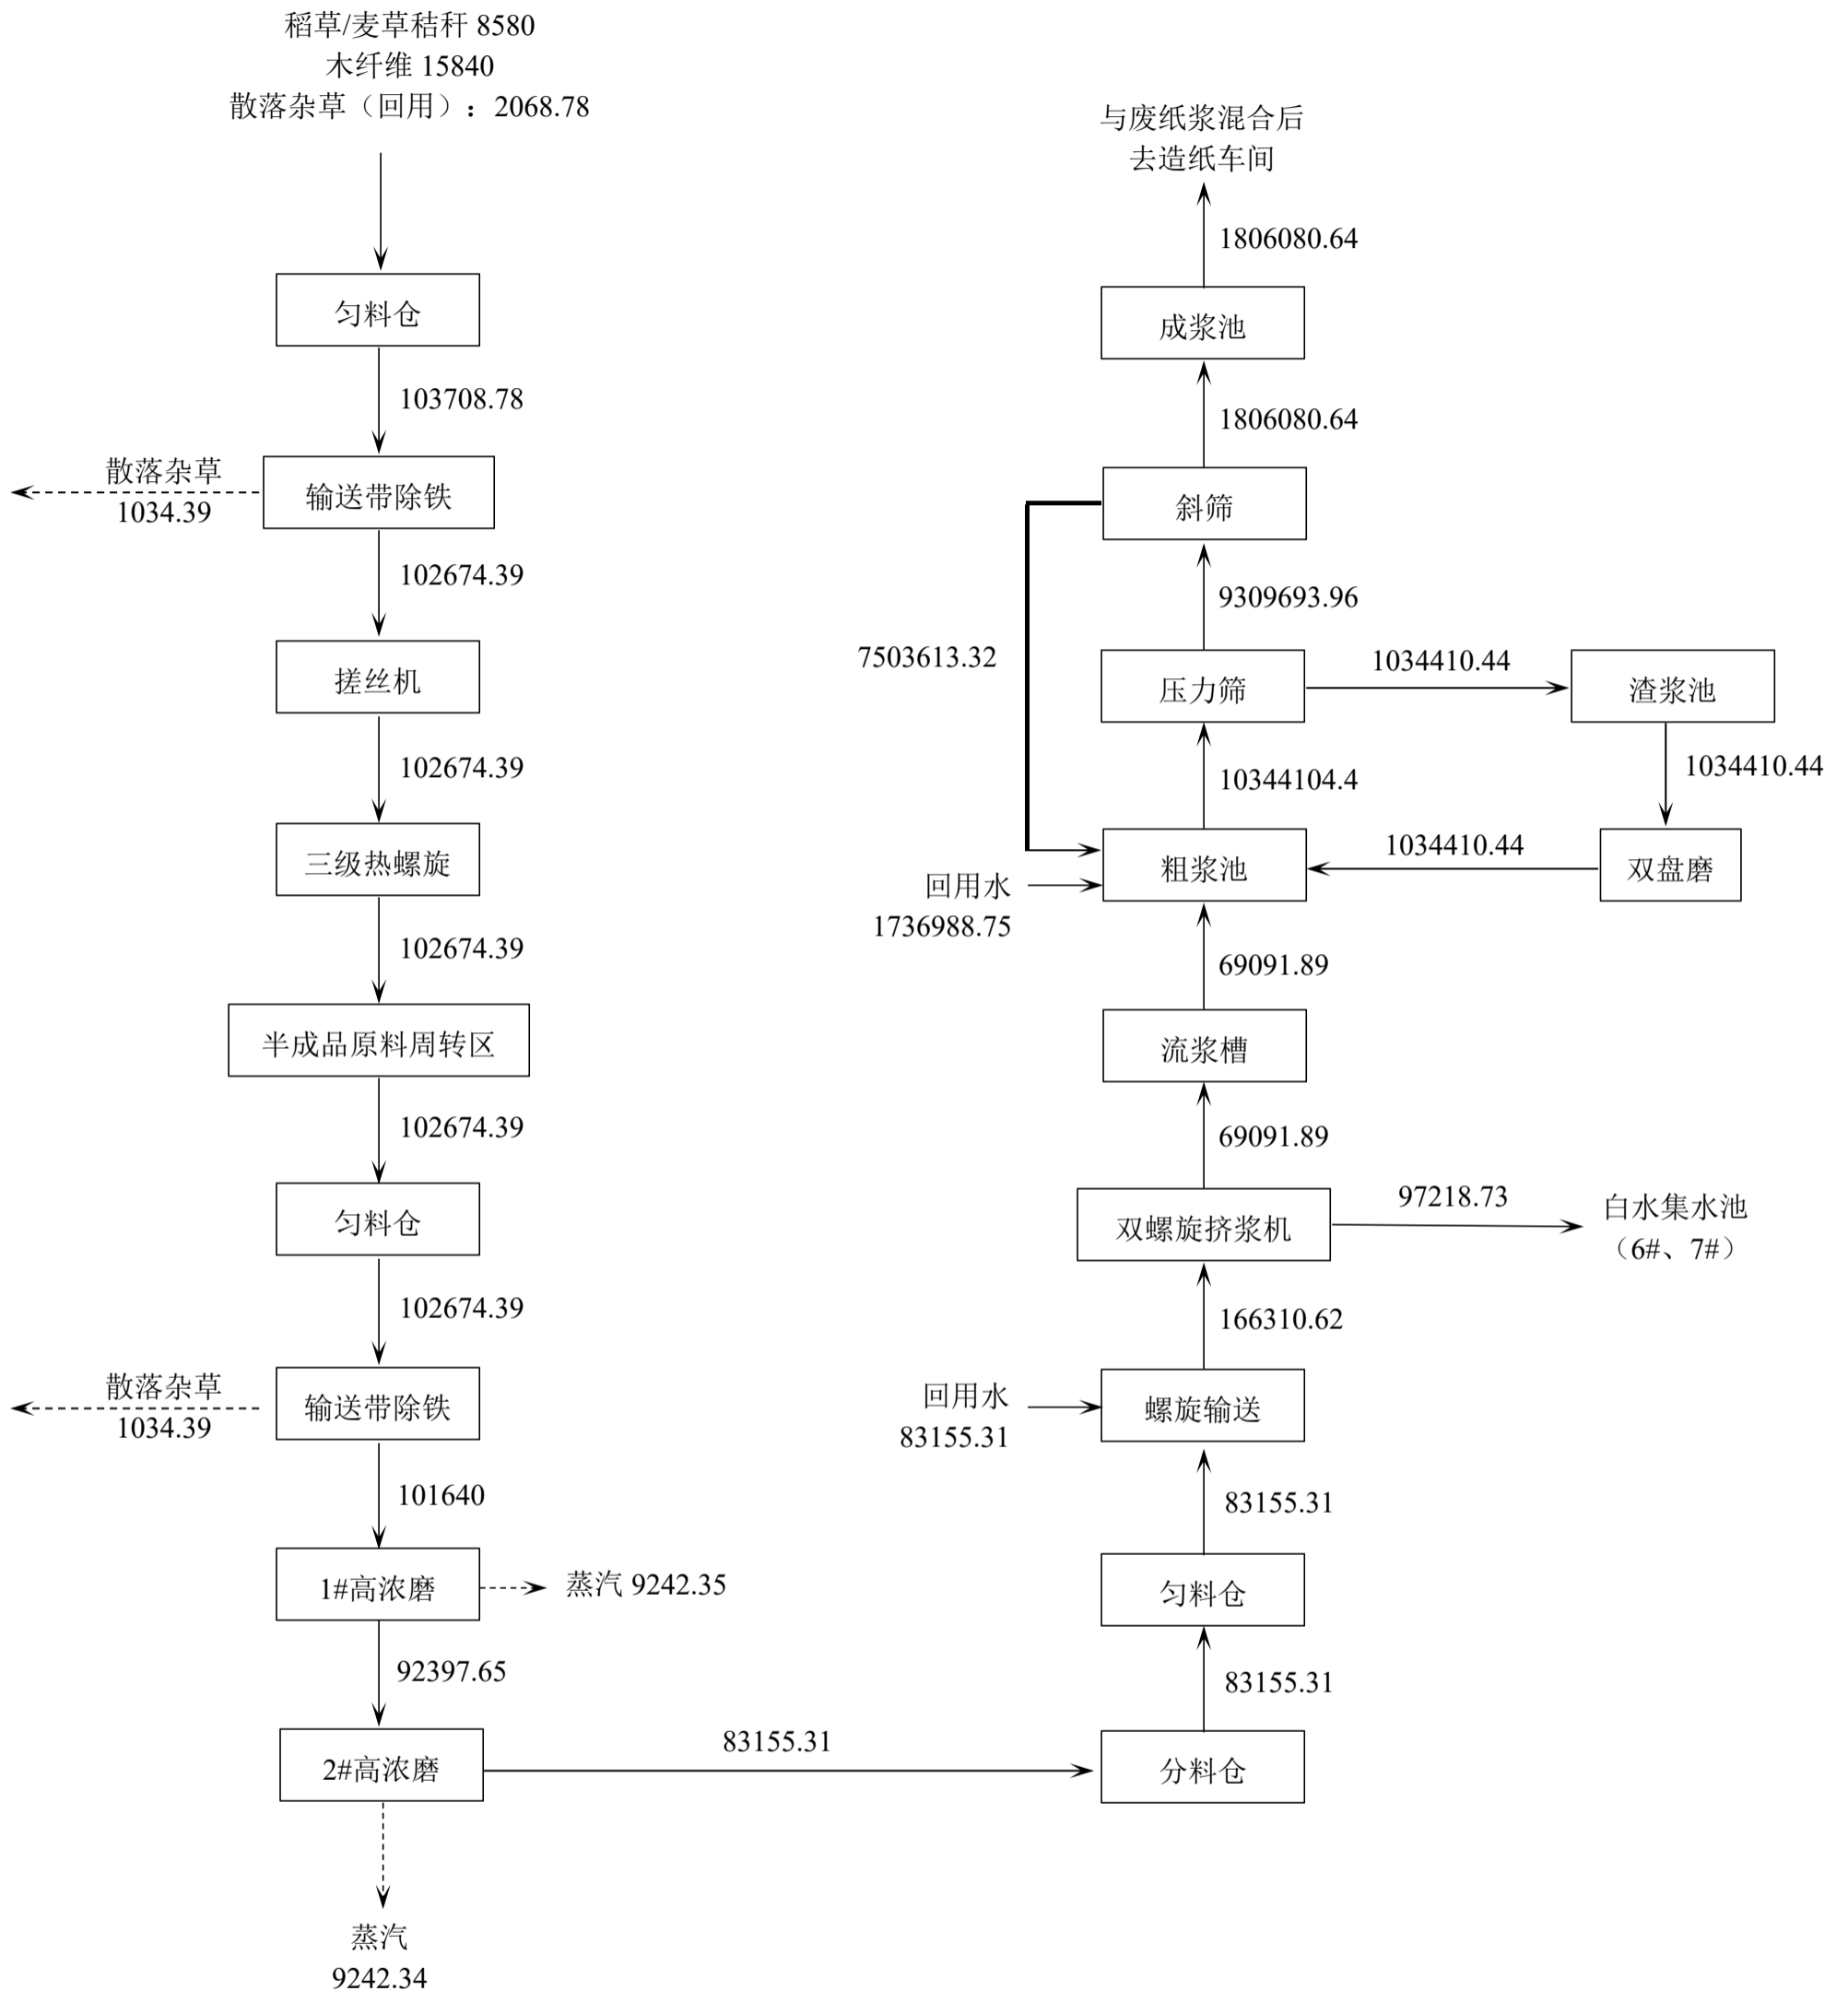 稻草/麦草秸秆 8580
木纤维 15840
散落杂草（回用）：2068.78
匀料仓
103708.78
散落杂草
1034.39
输送带除铁
102674.39
搓丝机
102674.39
三级热螺旋
102674.39
半成品原料周转区
102674.39
匀料仓
102674.39
散落杂草
1034.39
输送带除铁
101640
1#高浓磨
蒸汽 9242.35
92397.65
2#高浓磨
83155.31
蒸汽
9242.34
分料仓
83155.31
匀料仓
83155.31
回用水
83155.31
螺旋输送
166310.62
双螺旋挤浆机
97218.73
白水集水池
（6#、7#）
69091.89
流浆槽
69091.89
回用水
1736988.75
粗浆池
10344104.4
压力筛
1034410.44
渣浆池
1034410.44
双盘磨
1034410.44
9309693.96
斜筛
7503613.32
1806080.64
成浆池
1806080.64
与废纸浆混合后
去造纸车间